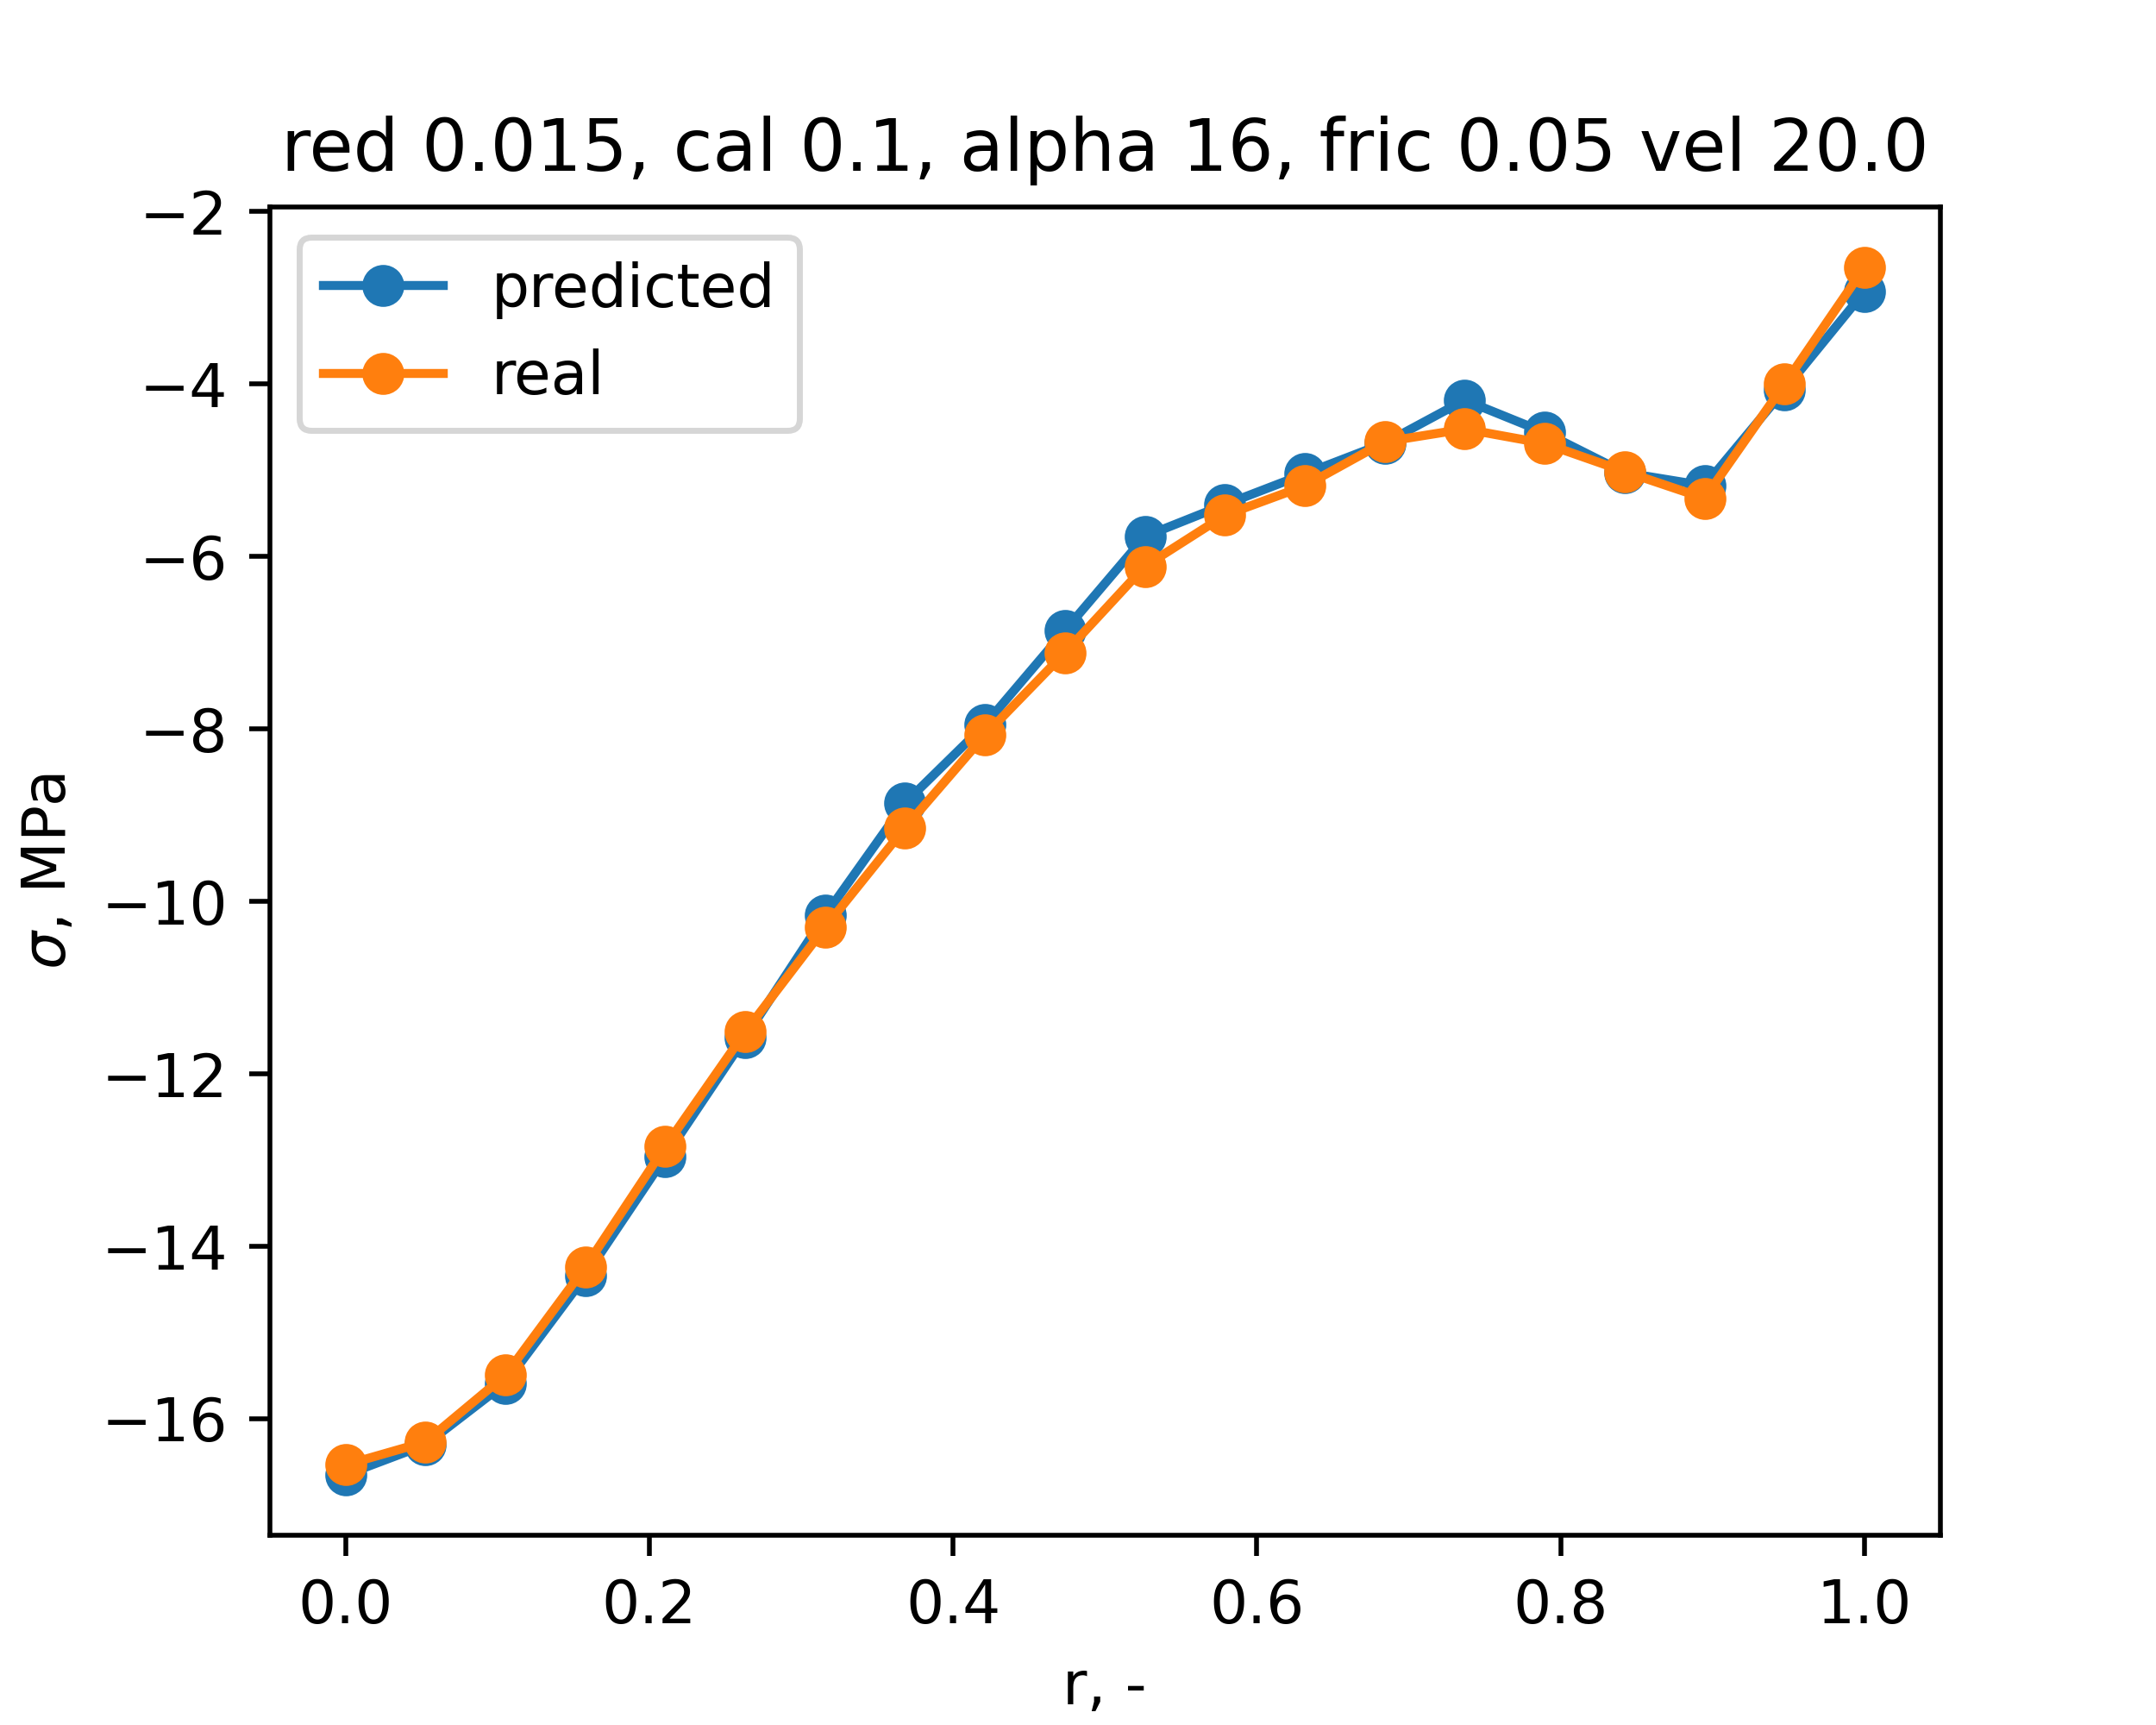 red 0.015, cal 0.1, alpha 16, fric 0.05 vel 20.0
predicted
real
σ, MPa
−2
−4
−6
−8
−10
−12
−14
−16
0.0 0.2 0.4 0.6 0.8 1.0
r, -